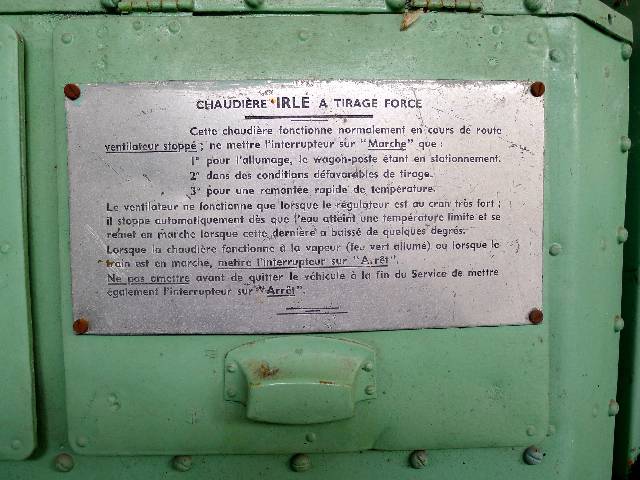 CHAUDIÈRE IRLÉ A TIRAGE FORCE
Cette chaudière fonctionne normalement en cours de route
ventilateur stoppé ; ne mettre l'interrupteur sur "Marche" que :
1° pour l'allumage, le wagon-poste étant en stationnement.
2° dans des conditions défavorables de tirage.
3° pour une remontée rapide de température.
Le ventilateur ne fonctionne que lorsque le régulateur est au cran très fort ;
il stoppe automatiquement dès que l'eau atteint une température limite et se
remet en marche lorsque cette dernière a baissé de quelques degrés.
Lorsque la chaudière fonctionne à la vapeur (feu vert allumé) ou lorsque le
train est en marche, mettre l'interrupteur sur "Arrêt".
Ne pas omettre avant de quitter le véhicule à la fin du Service de mettre
également l'interrupteur sur "Arrêt".